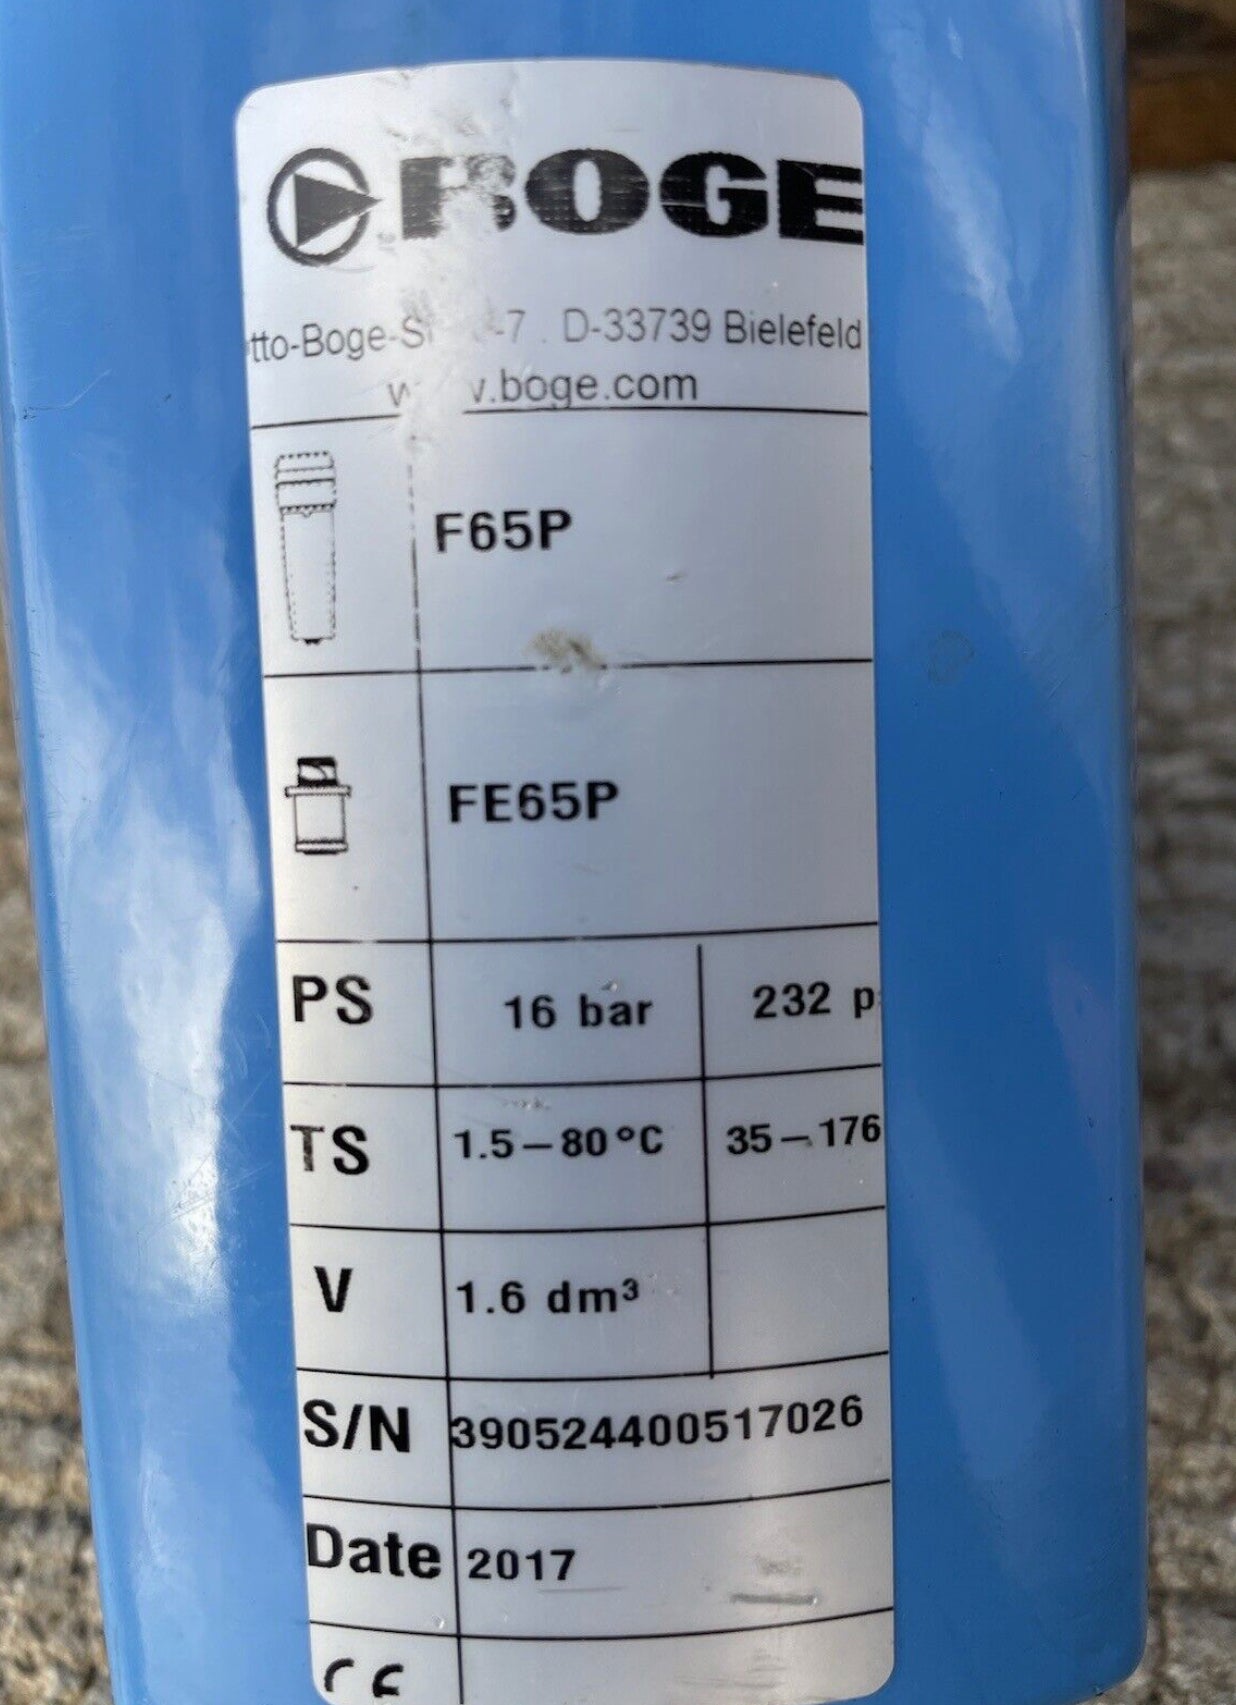 BOGE
tto-Boge-S -7 . D-33739 Bielefeld
w v.boge.com
F65P
FE65P
PS 16 bar 232 p
TS 1.5–80°C 35–176
V 1.6 dm³
S/N 390524400517026
Date 2017
CE